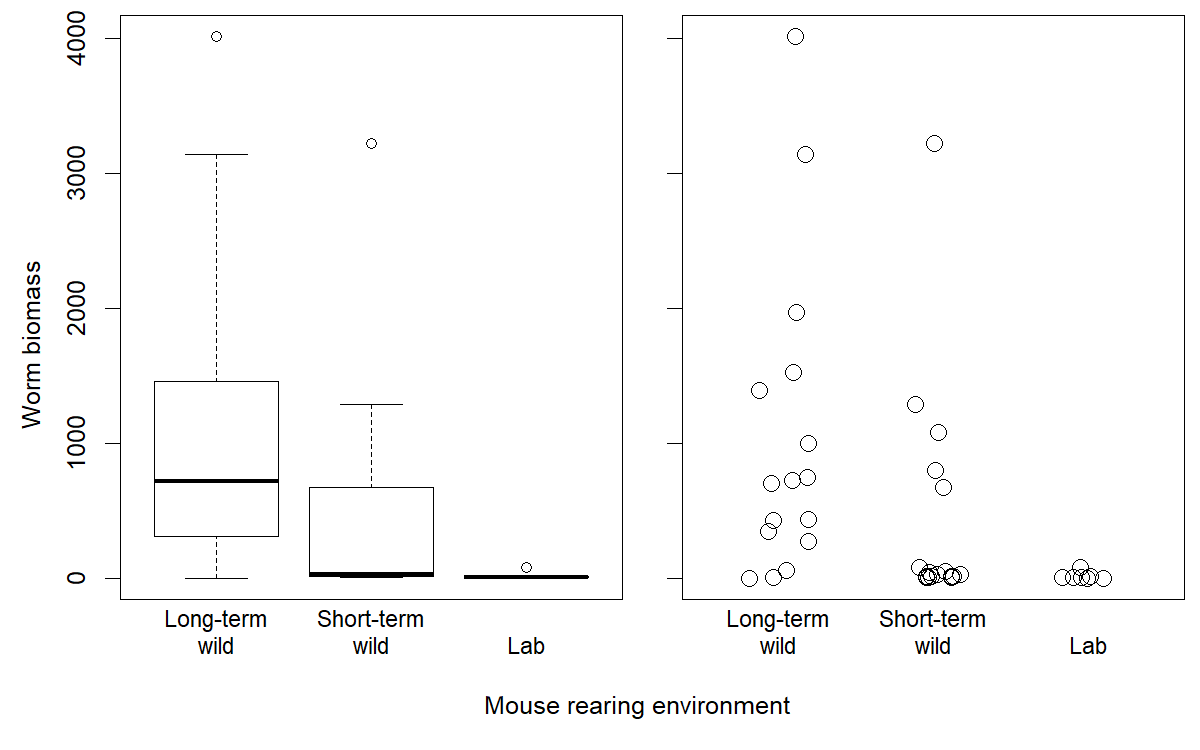 4000
3000
2000
1000
0
Worm biomass
Long-term
wild
Short-term
wild
Lab
Long-term
wild
Short-term
wild
Lab
Mouse rearing environment